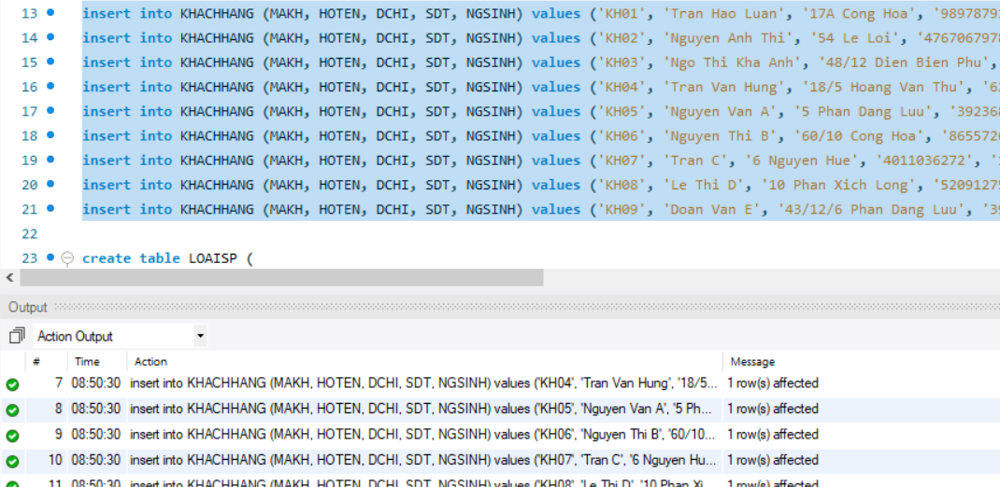 13 insert into KHACHHANG (MAKH, HOTEN, DCHI, SDT, NGSINH) values ('KH01', 'Tran Hao Luan', '17A Cong Hoa', '9897879
14 insert into KHACHHANG (MAKH, HOTEN, DCHI, SDT, NGSINH) values ('KH02', 'Nguyen Anh Thi', '54 Le Loi', '4767067978
15 insert into KHACHHANG (MAKH, HOTEN, DCHI, SDT, NGSINH) values ('KH03', 'Ngo Thi Kha Anh', '48/12 Dien Bien Phu',
16 insert into KHACHHANG (MAKH, HOTEN, DCHI, SDT, NGSINH) values ('KH04', 'Tran Van Hung', '18/5 Hoang Van Thu', '6
17 insert into KHACHHANG (MAKH, HOTEN, DCHI, SDT, NGSINH) values ('KH05', 'Nguyen Van A', '5 Phan Dang Luu', '39236
18 insert into KHACHHANG (MAKH, HOTEN, DCHI, SDT, NGSINH) values ('KH06', 'Nguyen Thi B', '60/10 Cong Hoa', '865572
19 insert into KHACHHANG (MAKH, HOTEN, DCHI, SDT, NGSINH) values ('KH07', 'Tran C', '6 Nguyen Hue', '4011036272', '
20 insert into KHACHHANG (MAKH, HOTEN, DCHI, SDT, NGSINH) values ('KH08', 'Le Thi D', '10 Phan Xich Long', '5209127
21 insert into KHACHHANG (MAKH, HOTEN, DCHI, SDT, NGSINH) values ('KH09', 'Doan Van E', '43/12/6 Phan Dang Luu', '3
22
23 create table LOAISP (
Output
Action Output
# Time Action Message
7 08:50:30 insert into KHACHHANG (MAKH, HOTEN, DCHI, SDT, NGSINH) values ('KH04', 'Tran Van Hung', '18/5... 1 row(s) affected
8 08:50:30 insert into KHACHHANG (MAKH, HOTEN, DCHI, SDT, NGSINH) values ('KH05', 'Nguyen Van A', '5 Ph... 1 row(s) affected
9 08:50:30 insert into KHACHHANG (MAKH, HOTEN, DCHI, SDT, NGSINH) values ('KH06', 'Nguyen Thi B', '60/10... 1 row(s) affected
10 08:50:30 insert into KHACHHANG (MAKH, HOTEN, DCHI, SDT, NGSINH) values ('KH07', 'Tran C', '6 Nguyen Hu... 1 row(s) affected
11 08:50:30 insert into KHACHHANG (MAKH, HOTEN, DCHI, SDT, NGSINH) values ('KH08', 'Le Thi D', '10 Phan Xi... 1 row(s) affected